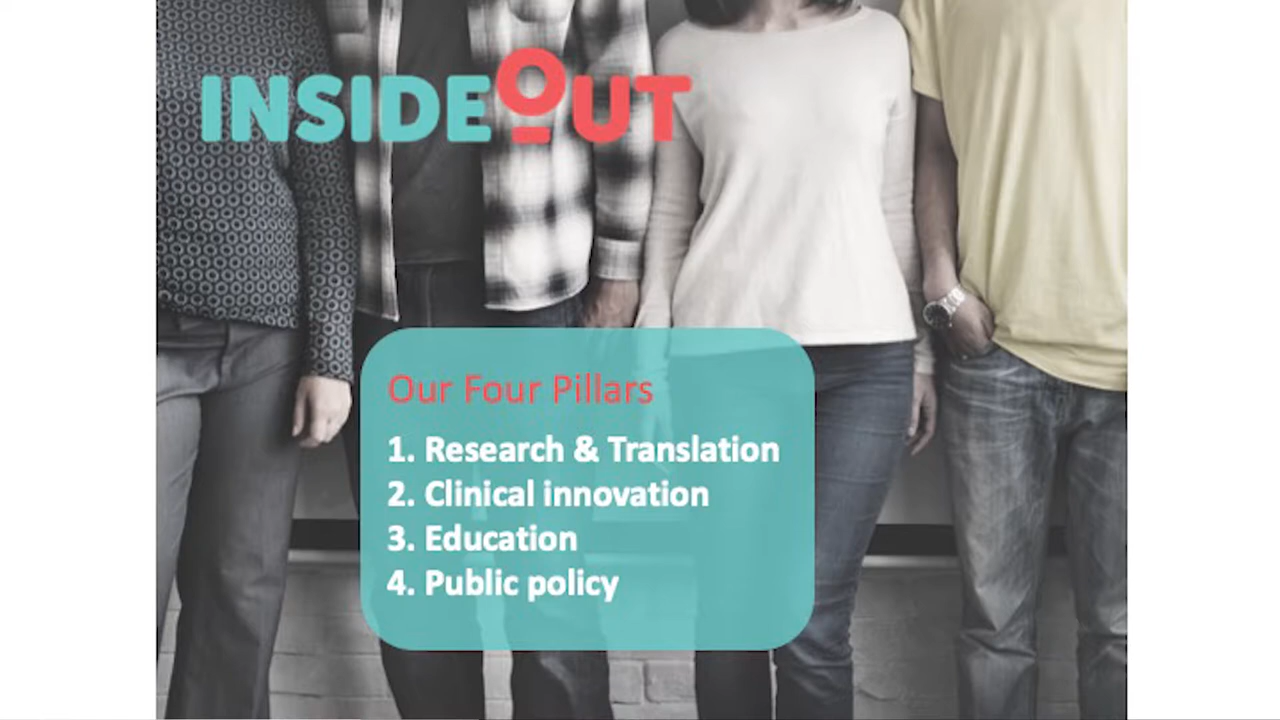 INSIDEOUT
Our Four Pillars
1. Research & Translation
2. Clinical innovation
3. Education
4. Public policy